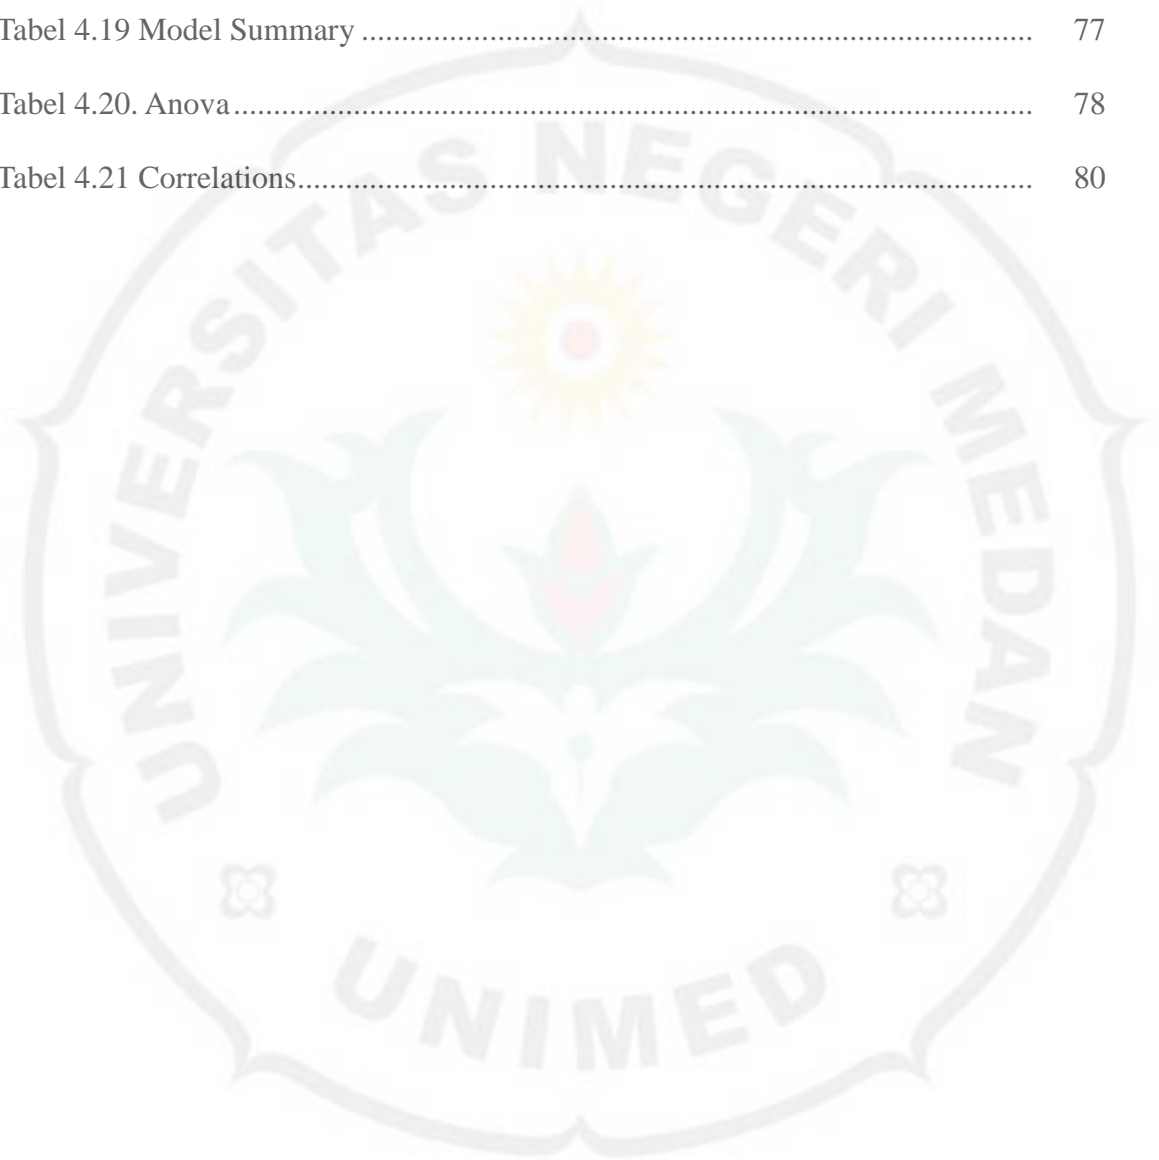 Tabel 4.19 Model Summary .................................................................................. 77
Tabel 4.20. Anova.................................................................................................. 78
Tabel 4.21 Correlations.......................................................................................... 80
UNIVERSITAS NEGERI MEDAN
UNIMED